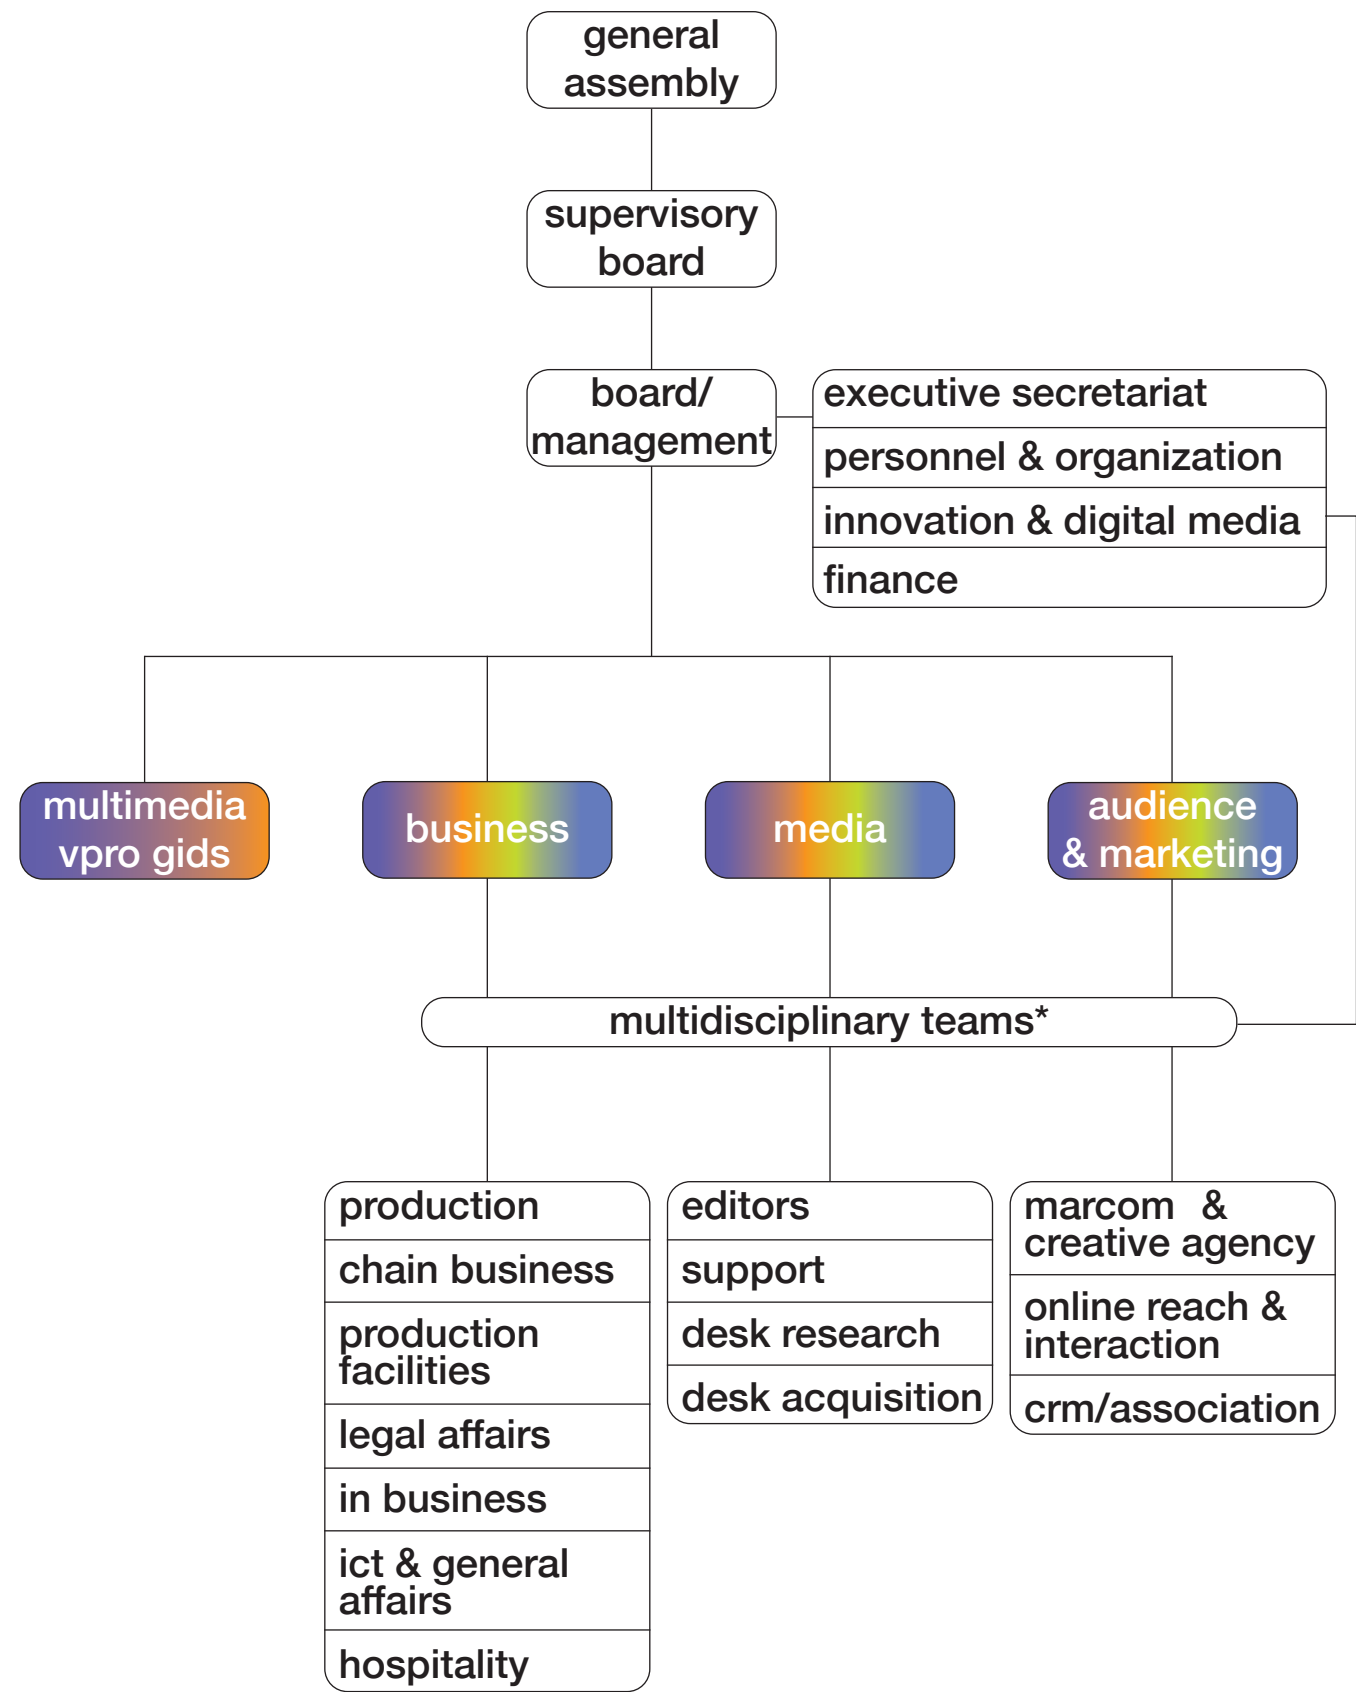 general
assembly
supervisory
board
board/
management
executive secretariat
personnel & organization
innovation & digital media
finance
multimedia
vpro gids
business
media
audience
& marketing
multidisciplinary teams*
production
chain business
production
facilities
legal affairs
in business
ict & general
affairs
hospitality
editors
support
desk research
desk acquisition
marcom &
creative agency
online reach &
interaction
crm/association